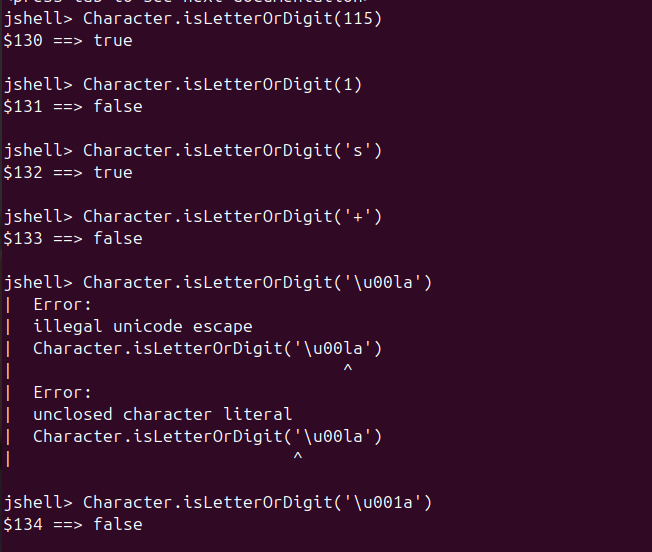 <press tab to see next documentation>
jshell> Character.isLetterOrDigit(115)
$130 ==> true
jshell> Character.isLetterOrDigit(1)
$131 ==> false
jshell> Character.isLetterOrDigit('s')
$132 ==> true
jshell> Character.isLetterOrDigit('+')
$133 ==> false
jshell> Character.isLetterOrDigit('\u00la')
|  Error:
|  illegal unicode escape
|  Character.isLetterOrDigit('\u00la')
|                                 ^
|  Error:
|  unclosed character literal
|  Character.isLetterOrDigit('\u00la')
|                            ^
jshell> Character.isLetterOrDigit('\u001a')
$134 ==> false